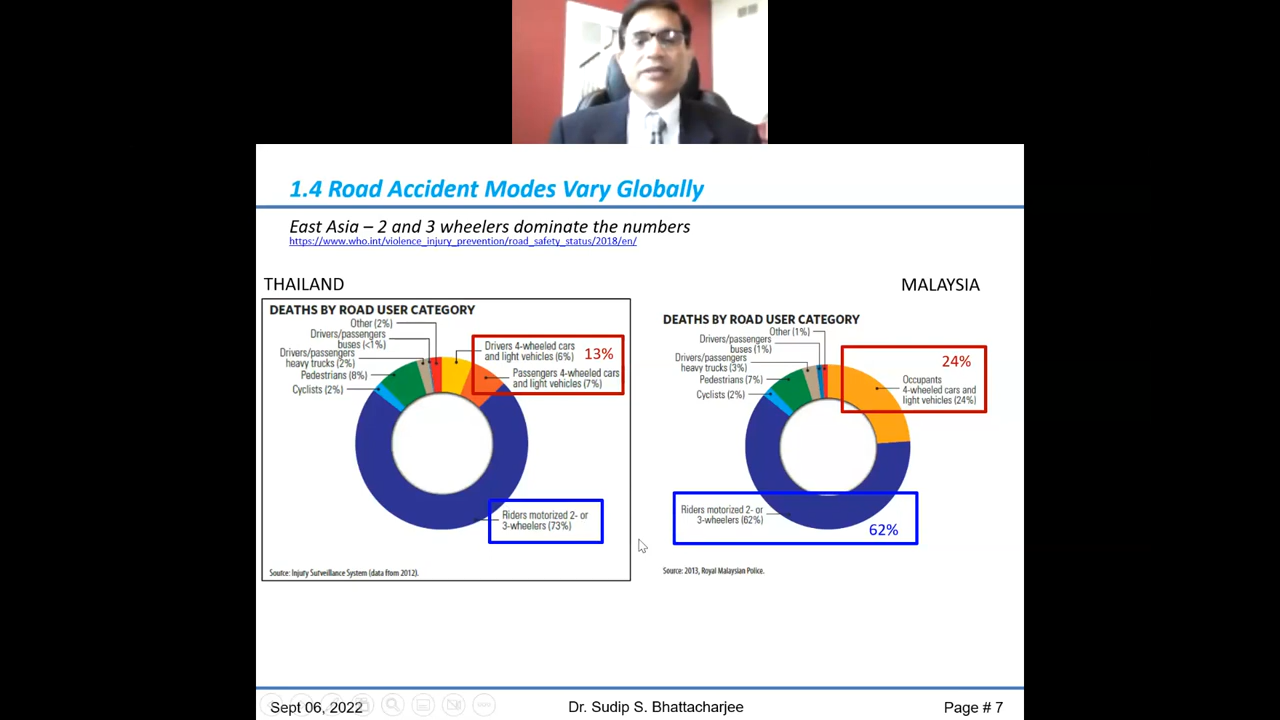 1.4 Road Accident Modes Vary Globally
East Asia – 2 and 3 wheelers dominate the numbers
https://www.who.int/violence_injury_prevention/road_safety_status/2018/en/
THAILAND
DEATHS BY ROAD USER CATEGORY
Other (2%)
Drivers/passengers
buses (<1%)
Drivers/passengers
heavy trucks (2%)
Pedestrians (8%)
Cyclists (2%)
Drivers 4-wheeled cars
and light vehicles (6%)
13%
Passengers 4-wheeled cars
and light vehicles (7%)
Riders motorized 2- or
3-wheelers (73%)
Source: Injury Surveillance System (data from 2012).
MALAYSIA
DEATHS BY ROAD USER CATEGORY
Other (1%)
Drivers/passengers
buses (1%)
Drivers/passengers
heavy trucks (3%)
Pedestrians (7%)
Cyclists (2%)
24%
Occupants
4-wheeled cars and
light vehicles (24%)
Riders motorized 2- or
3-wheelers (62%)
62%
Source: 2013, Royal Malaysian Police.
Sept 06, 2022
Dr. Sudip S. Bhattacharjee
Page # 7